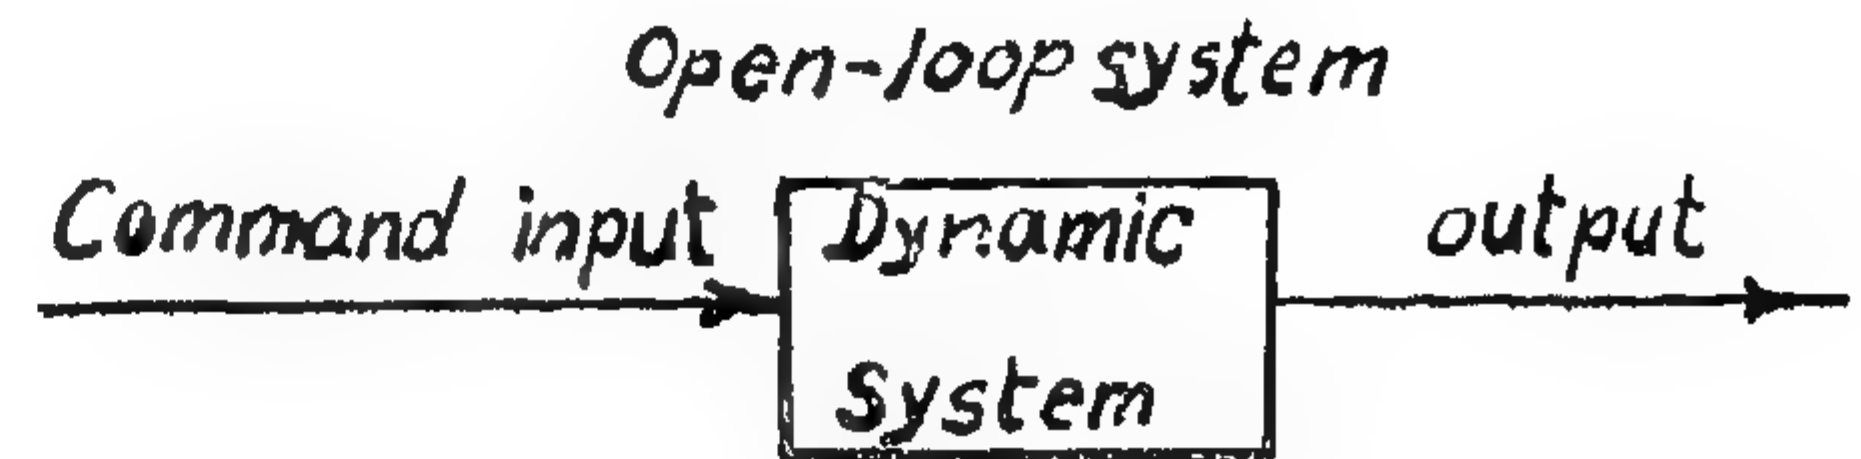 Open-loop system
Command input
Dynamic
System
output